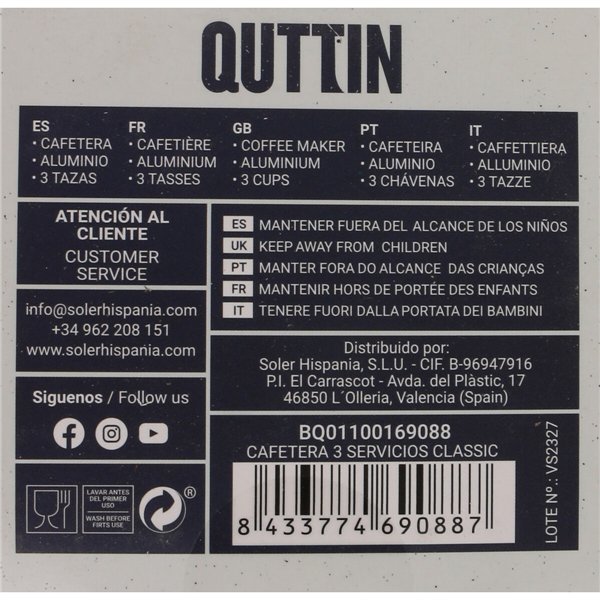 QUTTIN
ES
• CAFETERA
• ALUMINIO
• 3 TAZAS
FR
• CAFETIÈRE
• ALUMINIUM
• 3 TASSES
GB
• COFFEE MAKER
• ALUMINIUM
• 3 CUPS
PT
• CAFETEIRA
• ALUMINIO
• 3 CHÁVENAS
IT
• CAFFETTIERA
• ALLUMINIO
• 3 TAZZE
ATENCIÓN AL
CLIENTE
CUSTOMER
SERVICE
info@solerhispania.com
+34 962 208 151
www.solerhispania.com
Siguenos / Follow us
LAVAR ANTES
DEL PRIMER
USO
WASH BEFORE
FIRTS USE
ES MANTENER FUERA DEL ALCANCE DE LOS NIÑOS
UK KEEP AWAY FROM CHILDREN
PT MANTER FORA DO ALCANCE DAS CRIANÇAS
FR MANTENIR HORS DE PORTÉE DES ENFANTS
IT TENERE FUORI DALLA PORTATA DEI BAMBINI
Distribuido por:
Soler Hispania, S.L.U. - CIF. B-96947916
P.I. El Carrascot - Avda. del Plàstic, 17
46850 L´Olleria, Valencia (Spain)
BQ01100169088
CAFETERA 3 SERVICIOS CLASSIC
8 433774 690887
LOTE Nº.: VS2327